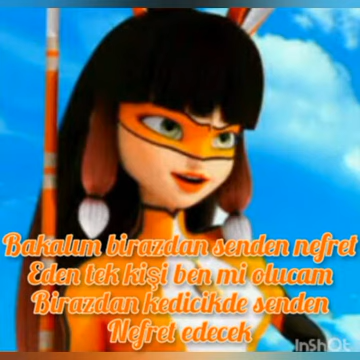 Bakalım birazdan senden nefret
Eden tek kişi ben mi olucam
Birazdan kedicikde senden
Nefret edecek
InShOt